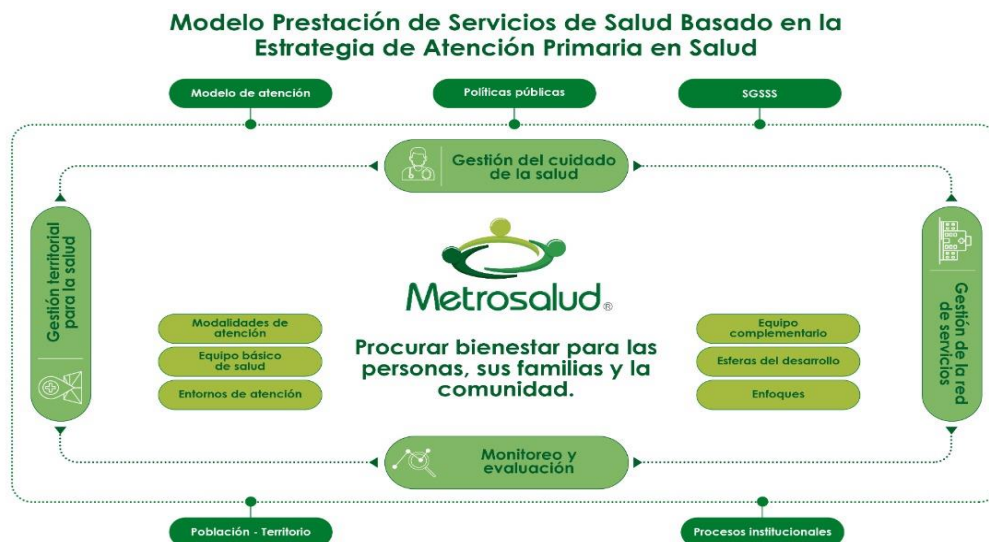 Modelo Prestación de Servicios de Salud Basado en la
Estrategia de Atención Primaria en Salud
Modelo de atención
Políticas públicas
SGSSS
Gestión del cuidado
de la salud
Gestión territorial
para la salud
Gestión de la red
de servicios
Metrosalud®
Modalidades de
atención
Equipo básico
de salud
Entornos de atención
Procurar bienestar para las
personas, sus familias y la
comunidad.
Equipo
complementario
Esferas del desarrollo
Enfoques
Monitoreo y
evaluación
Población - Territorio
Procesos institucionales